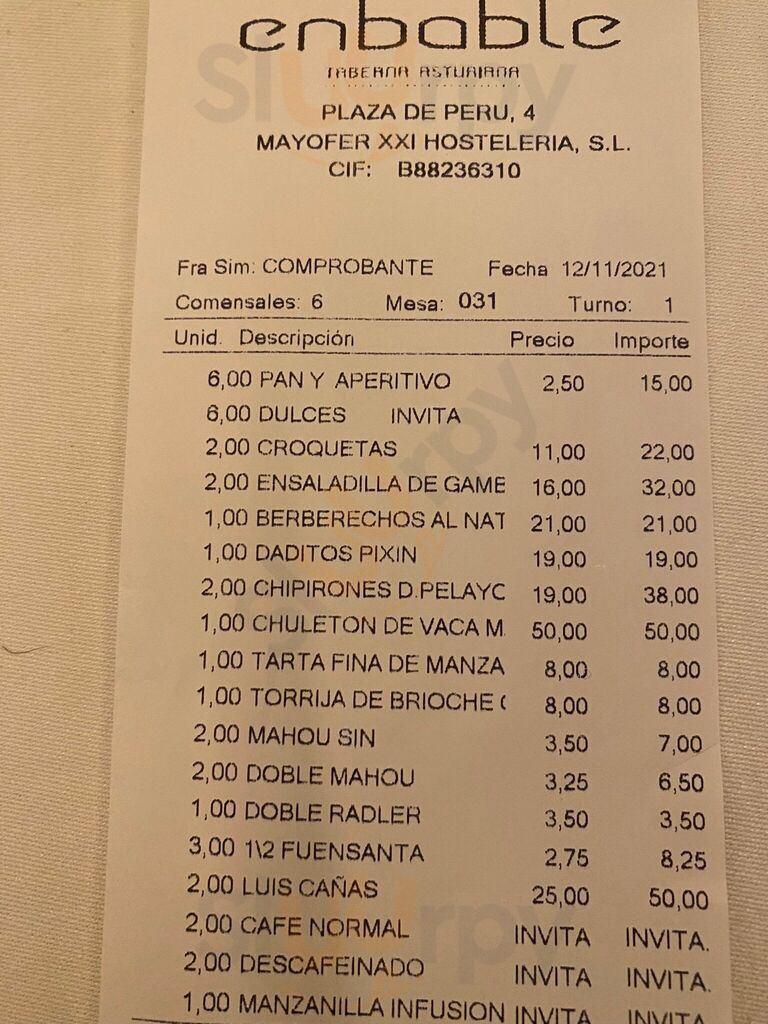 enbable
TABERNA ASTURIANA
PLAZA DE PERU, 4
MAYOFER XXI HOSTELERIA, S.L.
CIF: B88236310
Fra Sim: COMPROBANTE Fecha 12/11/2021
Comensales: 6 Mesa: 031 Turno: 1
Unid. Descripción Precio Importe
6,00 PAN Y APERITIVO 2,50 15,00
6,00 DULCES INVITA
2,00 CROQUETAS 11,00 22,00
2,00 ENSALADILLA DE GAME 16,00 32,00
1,00 BERBERECHOS AL NAT 21,00 21,00
1,00 DADITOS PIXIN 19,00 19,00
2,00 CHIPIRONES D.PELAYO 19,00 38,00
1,00 CHULETON DE VACA M. 50,00 50,00
1,00 TARTA FINA DE MANZA 8,00 8,00
1,00 TORRIJA DE BRIOCHE 8,00 8,00
2,00 MAHOU SIN 3,50 7,00
2,00 DOBLE MAHOU 3,25 6,50
1,00 DOBLE RADLER 3,50 3,50
3,00 1\2 FUENSANTA 2,75 8,25
2,00 LUIS CAÑAS 25,00 50,00
2,00 CAFE NORMAL INVITA INVITA.
2,00 DESCAFEINADO INVITA INVITA.
1,00 MANZANILLA INFUSION INVITA INVITA.